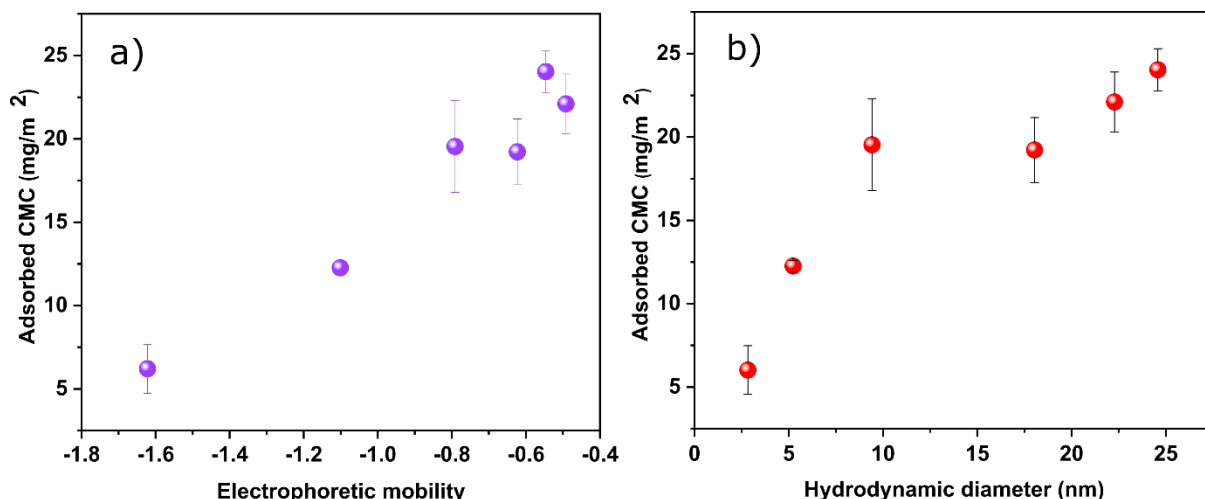 a)
Adsorbed CMC (mg/m²)
25
20
15
10
5
-1.8 -1.6 -1.4 -1.2 -1.0 -0.8 -0.6 -0.4
Electrophoretic mobility
b)
Adsorbed CMC (mg/m²)
25
20
15
10
5
0 5 10 15 20 25
Hydrodynamic diameter (nm)